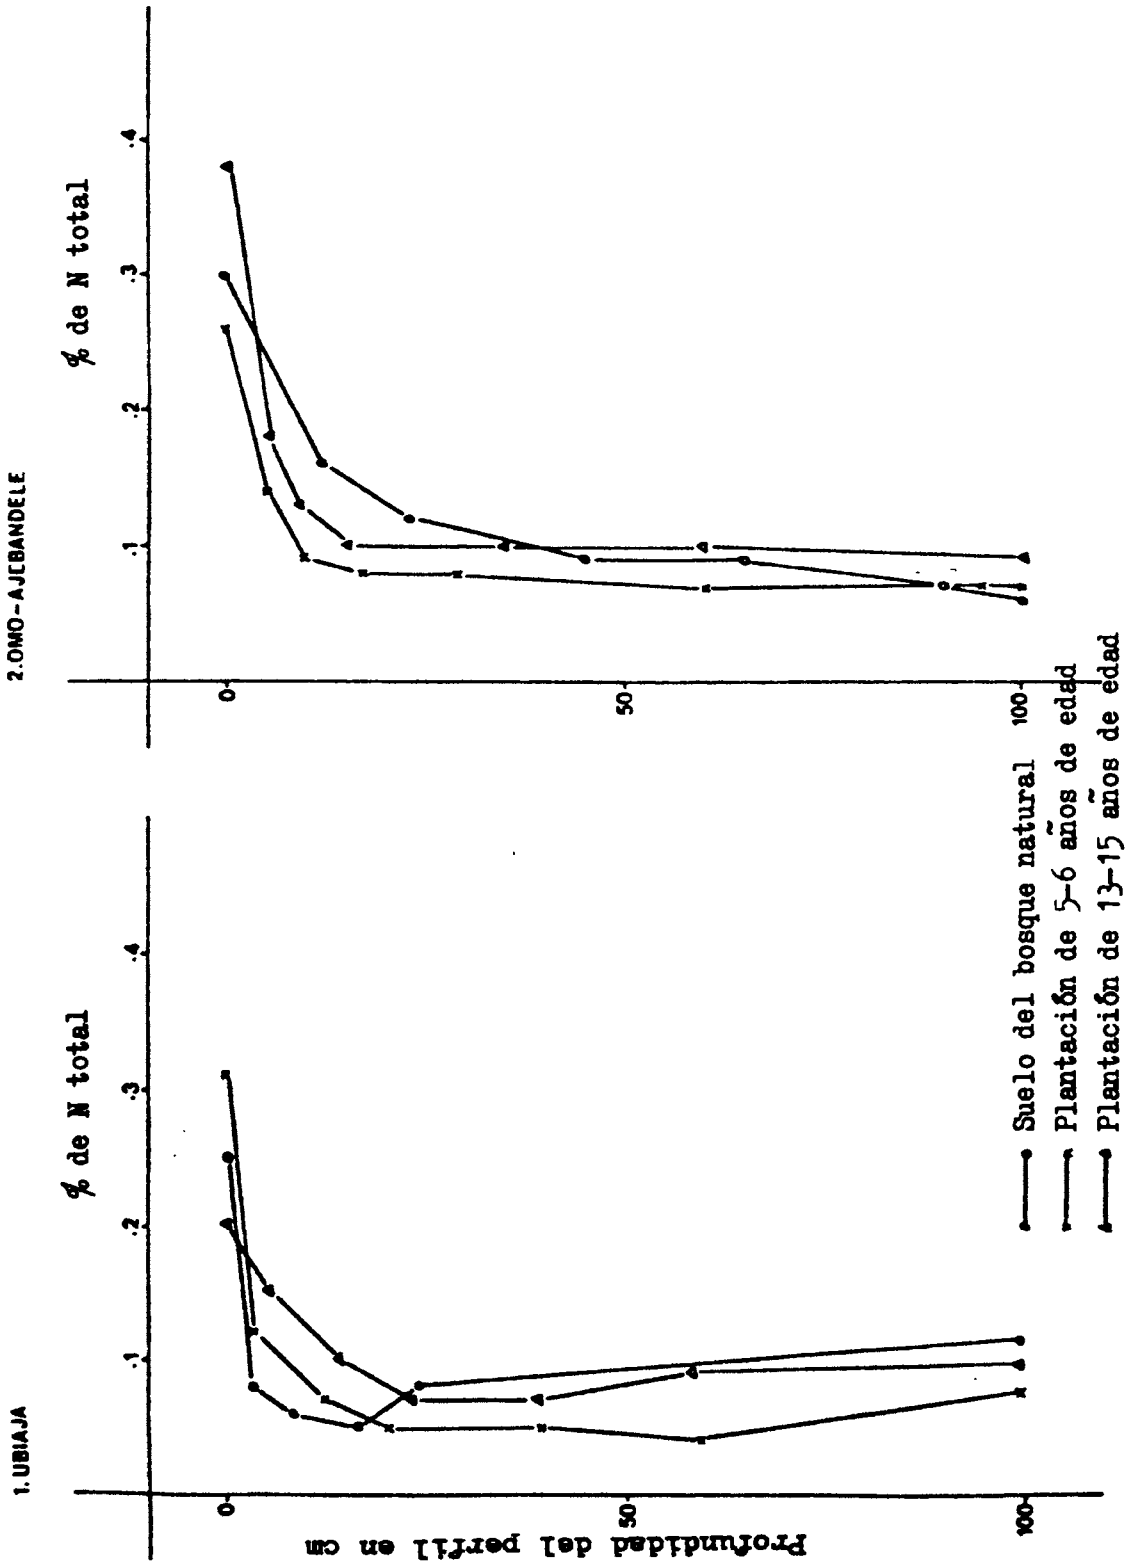 1. UBIAJA
% de N total
.1
.2
.3
.4
0
50
100
Profundidad del perfil en cm
2. OMO-AJEBANDELE
% de N total
.1
.2
.3
.4
0
50
100
Suelo del bosque natural
Plantación de 5-6 años de edad
Plantación de 13-15 años de edad